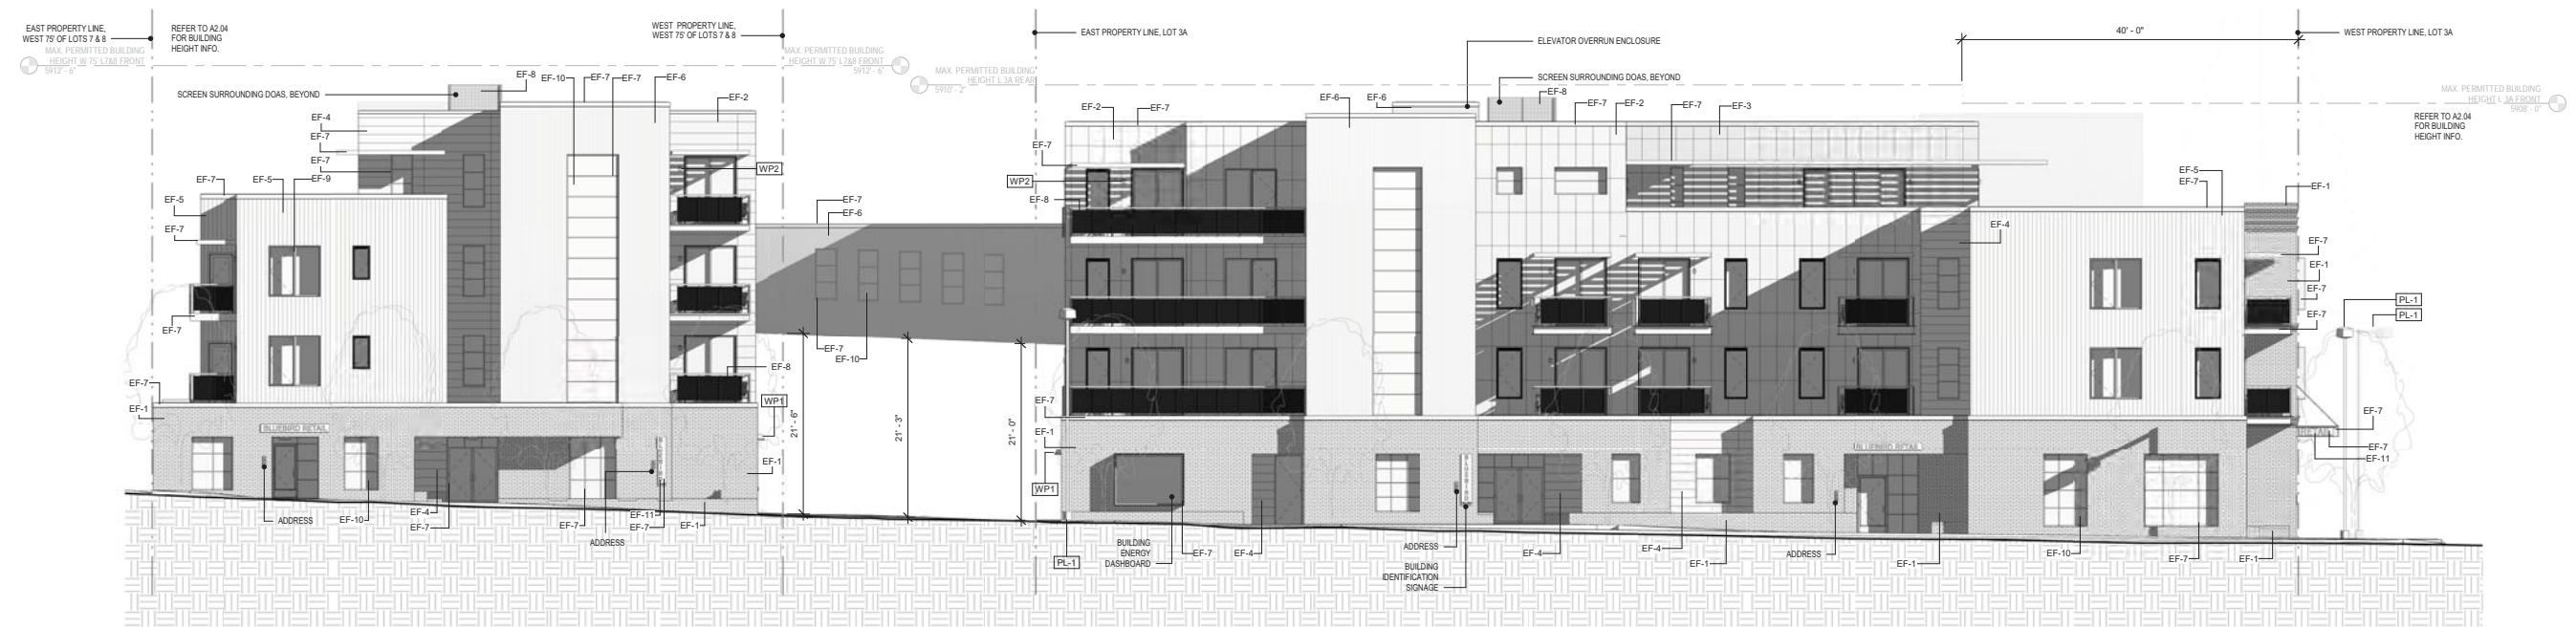 EAST PROPERTY LINE,
WEST 75' OF LOTS 7 & 8
REFER TO A2.04
FOR BUILDING
HEIGHT INFO.
MAX. PERMITTED BUILDING
HEIGHT W 75' L7&8 FRONT
5912' - 6"
WEST PROPERTY LINE,
WEST 75' OF LOTS 7 & 8
MAX. PERMITTED BUILDING
HEIGHT W 75' L7&8 FRONT
5912' - 6"
MAX. PERMITTED BUILDING
HEIGHT L 3A REAR
5910' - 2"
EAST PROPERTY LINE, LOT 3A
ELEVATOR OVERRUN ENCLOSURE
SCREEN SURROUNDING DOAS, BEYOND
40' - 0"
WEST PROPERTY LINE, LOT 3A
MAX. PERMITTED BUILDING
HEIGHT L 3A FRONT
5908' - 0"
REFER TO A2.04
FOR BUILDING
HEIGHT INFO.
SCREEN SURROUNDING DOAS, BEYOND
EF-8
EF-10
EF-7
EF-7
EF-6
EF-2
EF-4
EF-7
EF-7
EF-9
EF-5
EF-7
EF-5
EF-7
EF-7
WP2
EF-7
EF-6
EF-7
EF-10
EF-8
WP1
EF-7
EF-1
21' - 6"
21' - 3"
21' - 0"
BLUEBIRD RETAIL
EF-1
ADDRESS
EF-10
EF-4
EF-7
EF-7
ADDRESS
EF-11
EF-7
EF-1
EF-2
EF-7
EF-6
EF-6
EF-8
EF-7
EF-2
EF-7
EF-3
EF-7
WP2
EF-8
EF-4
EF-5
EF-7
EF-1
EF-7
EF-1
EF-7
EF-7
PL-1
PL-1
EF-7
EF-7
EF-11
EF-7
EF-1
WP1
PL-1
BUILDING
ENERGY
DASHBOARD
EF-7
EF-4
BLUEBIRD
ADDRESS
BUILDING
IDENTIFICATION
SIGNAGE
EF-4
EF-4
EF-1
BLUEBIRD RETAIL
ADDRESS
EF-1
EF-10
EF-7
EF-1